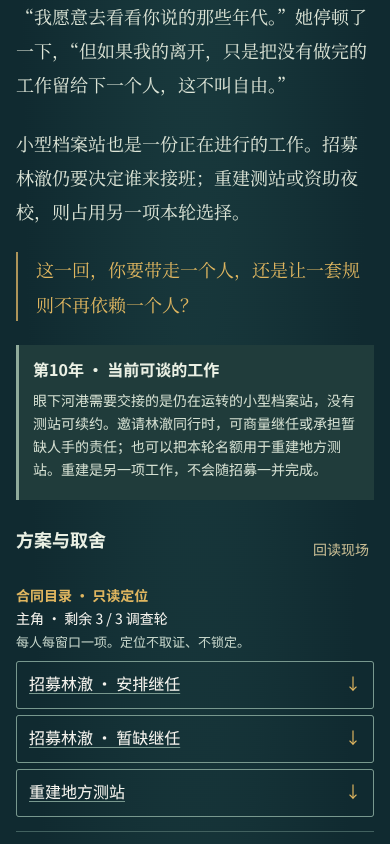 “我愿意去看看你说的那些年代。”她停顿了
一下，“但如果我的离开，只是把没有做完的
工作留给下一个人，这不叫自由。”
小型档案站也是一份正在进行的工作。招募
林澈仍要决定谁来接班；重建测站或资助夜
校，则占用另一项本轮选择。
这一回，你要带走一个人，还是让一套规
则不再依赖一个人？
第10年 · 当前可谈的工作
眼下河港需要交接的是仍在运转的小型档案站，没有
测站可续约。邀请林澈同行时，可商量继任或承担暂
缺人手的责任；也可以把本轮名额用于重建地方测
站。重建是另一项工作，不会随招募一并完成。
方案与取舍
回读现场
合同目录 · 只读定位
主角 · 剩余 3 / 3 调查轮
每人每窗口一项。定位不取证、不锁定。
招募林澈 · 安排继任 ↓
招募林澈 · 暂缺继任 ↓
重建地方测站 ↓